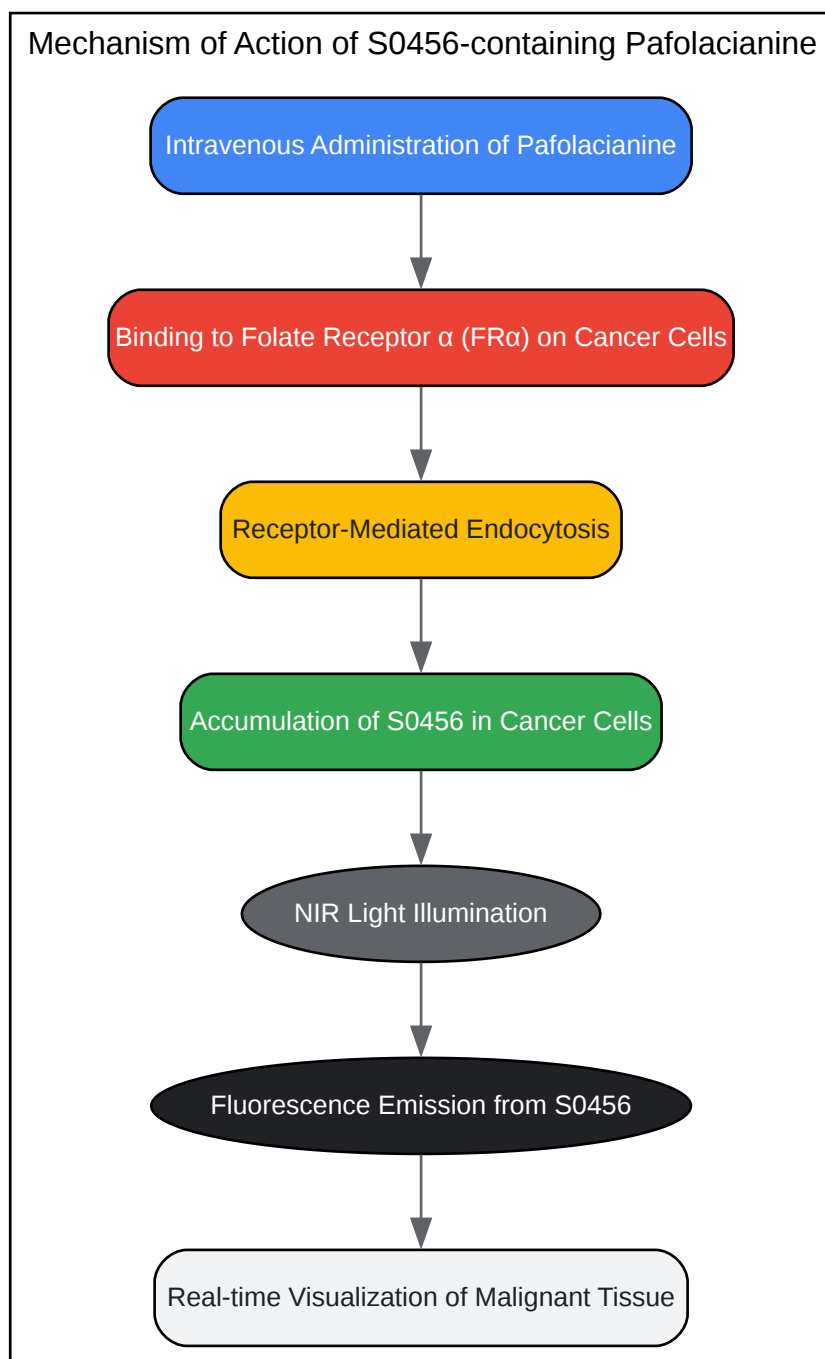 Mechanism of Action of S0456-containing Pafolacianine
Intravenous Administration of Pafolacianine
Binding to Folate Receptor α (FRα) on Cancer Cells
Receptor-Mediated Endocytosis
Accumulation of S0456 in Cancer Cells
NIR Light Illumination
Fluorescence Emission from S0456
Real-time Visualization of Malignant Tissue